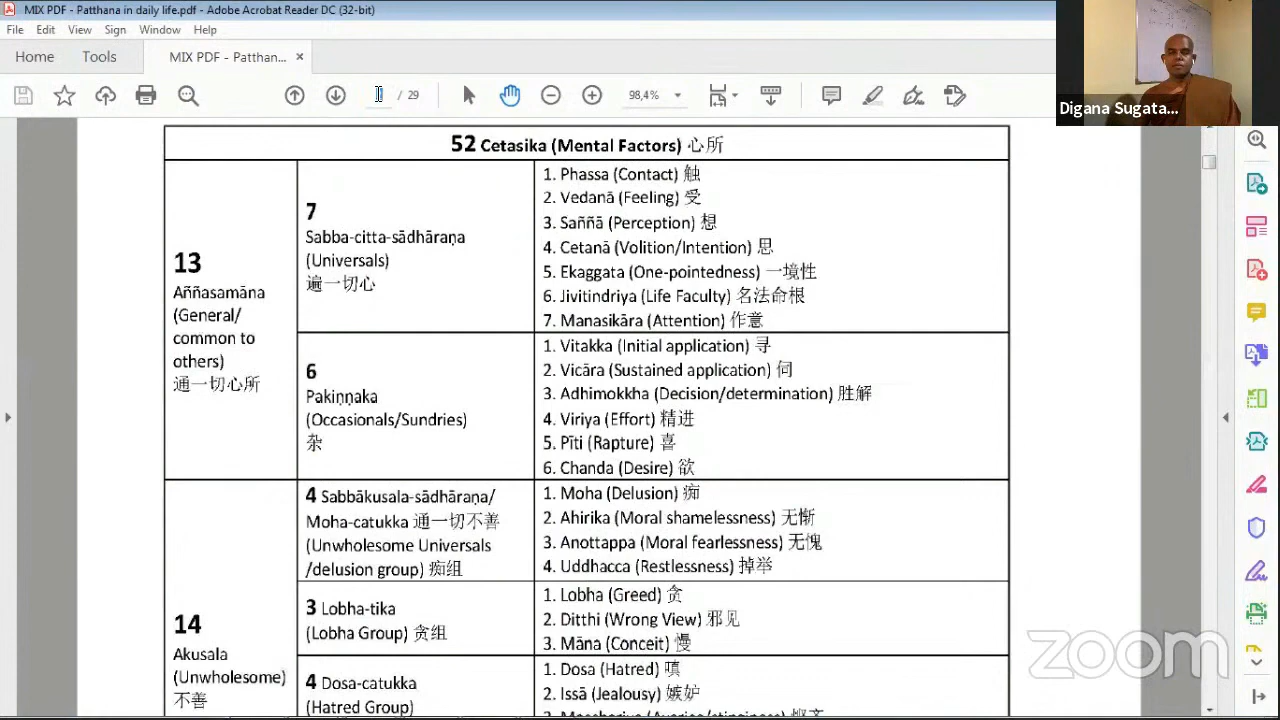 MIX PDF - Patthana in daily life.pdf - Adobe Acrobat Reader DC (32-bit)
File Edit View Sign Window Help
Home Tools MIX PDF - Patthan... ×
/ 29 98,4%
Digana Sugata...
52 Cetasika (Mental Factors) 心所
13
Aññasamāna
(General/
common to
others)
通一切心所
7
Sabba-citta-sādhāraṇa
(Universals)
遍一切心
1. Phassa (Contact) 触
2. Vedanā (Feeling) 受
3. Saññā (Perception) 想
4. Cetanā (Volition/Intention) 思
5. Ekaggata (One-pointedness) 一境性
6. Jivitindriya (Life Faculty) 名法命根
7. Manasikāra (Attention) 作意
6
Pakiṇṇaka
(Occasionals/Sundries)
杂
1. Vitakka (Initial application) 寻
2. Vicāra (Sustained application) 伺
3. Adhimokkha (Decision/determination) 胜解
4. Viriya (Effort) 精进
5. Pīti (Rapture) 喜
6. Chanda (Desire) 欲
14
Akusala
(Unwholesome)
不善
4 Sabbākusala-sādhāraṇa/
Moha-catukka 通一切不善
(Unwholesome Universals
/delusion group) 痴组
1. Moha (Delusion) 痴
2. Ahirika (Moral shamelessness) 无惭
3. Anottappa (Moral fearlessness) 无愧
4. Uddhacca (Restlessness) 掉举
3 Lobha-tika
(Lobha Group) 贪组
1. Lobha (Greed) 贪
2. Ditthi (Wrong View) 邪见
3. Māna (Conceit) 慢
4 Dosa-catukka
(Hatred Group)
1. Dosa (Hatred) 嗔
2. Issā (Jealousy) 嫉妒
zoom